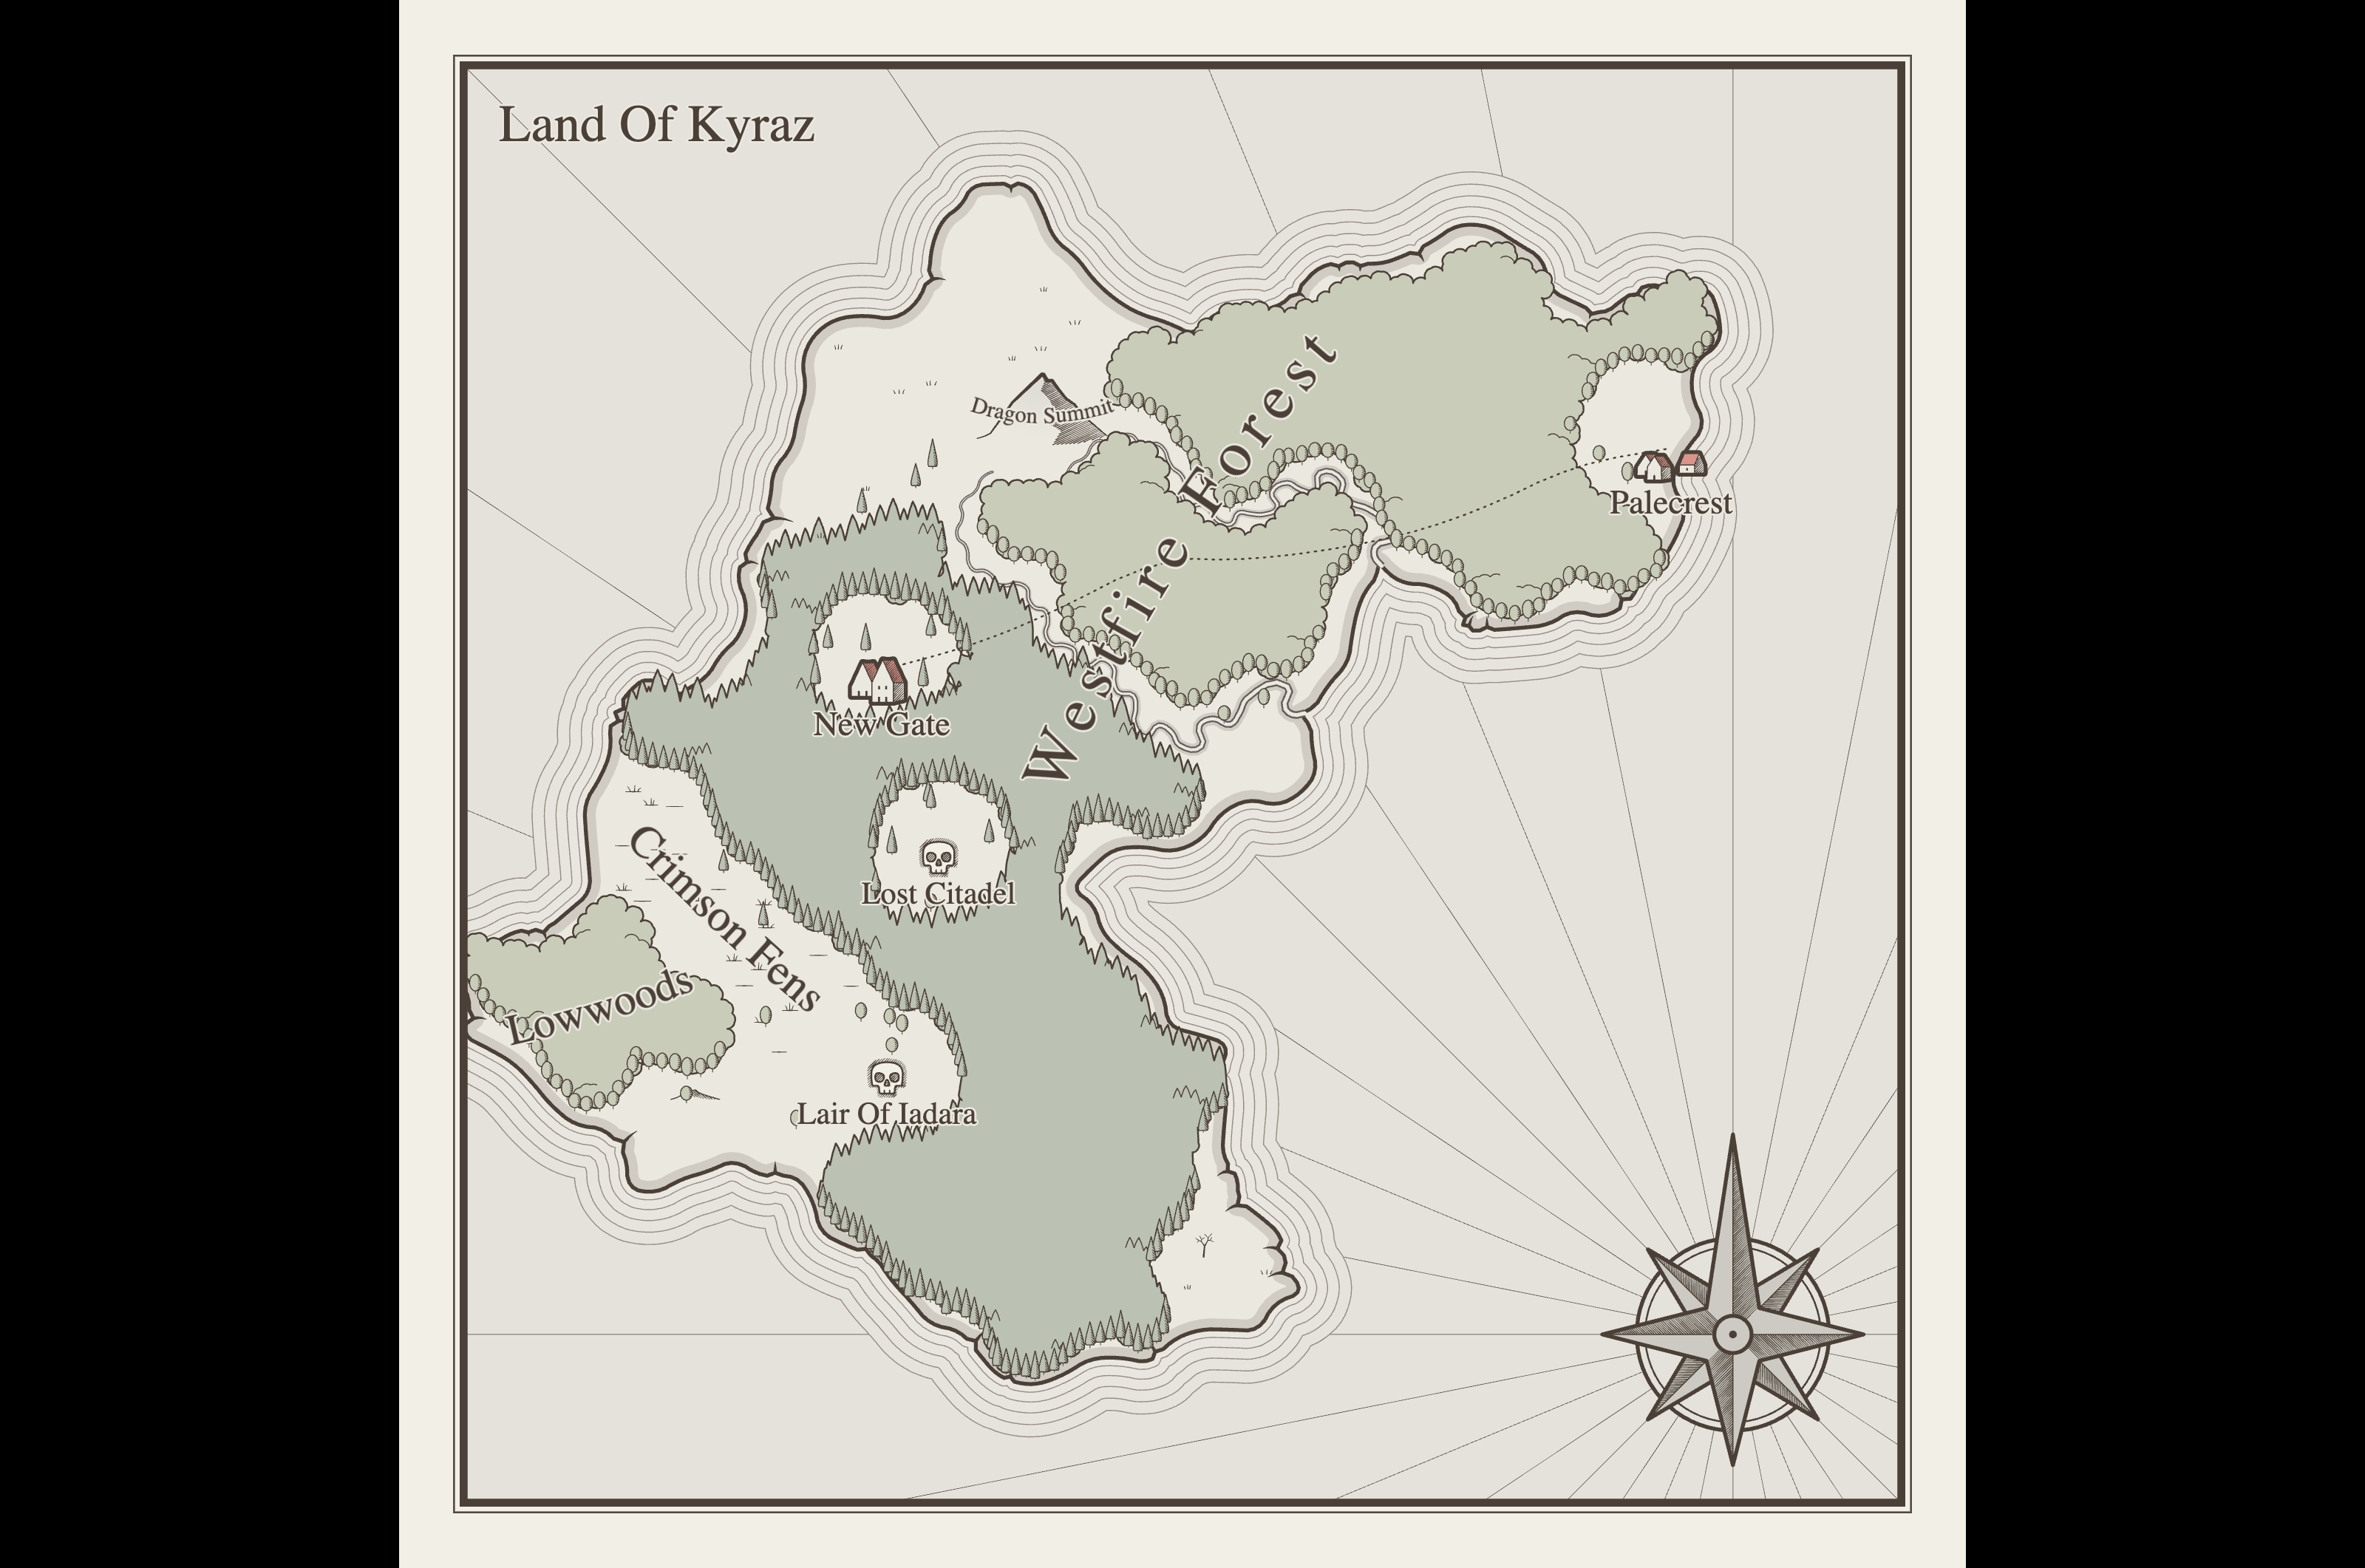 Land Of Kyraz
Dragon Summit
Westfire Forest
Palecrest
New Gate
Crimson Fens
Lost Citadel
Lowwoods
Lair Of Iadara